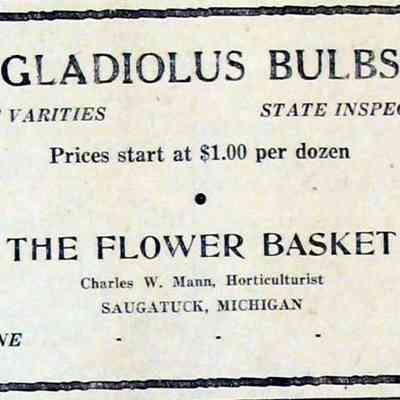 GLADIOLUS BULBS
VARITIES STATE INSPEC
Prices start at $1.00 per dozen
•
THE FLOWER BASKET
Charles W. Mann, Horticulturist
SAUGATUCK, MICHIGAN
NE - - -